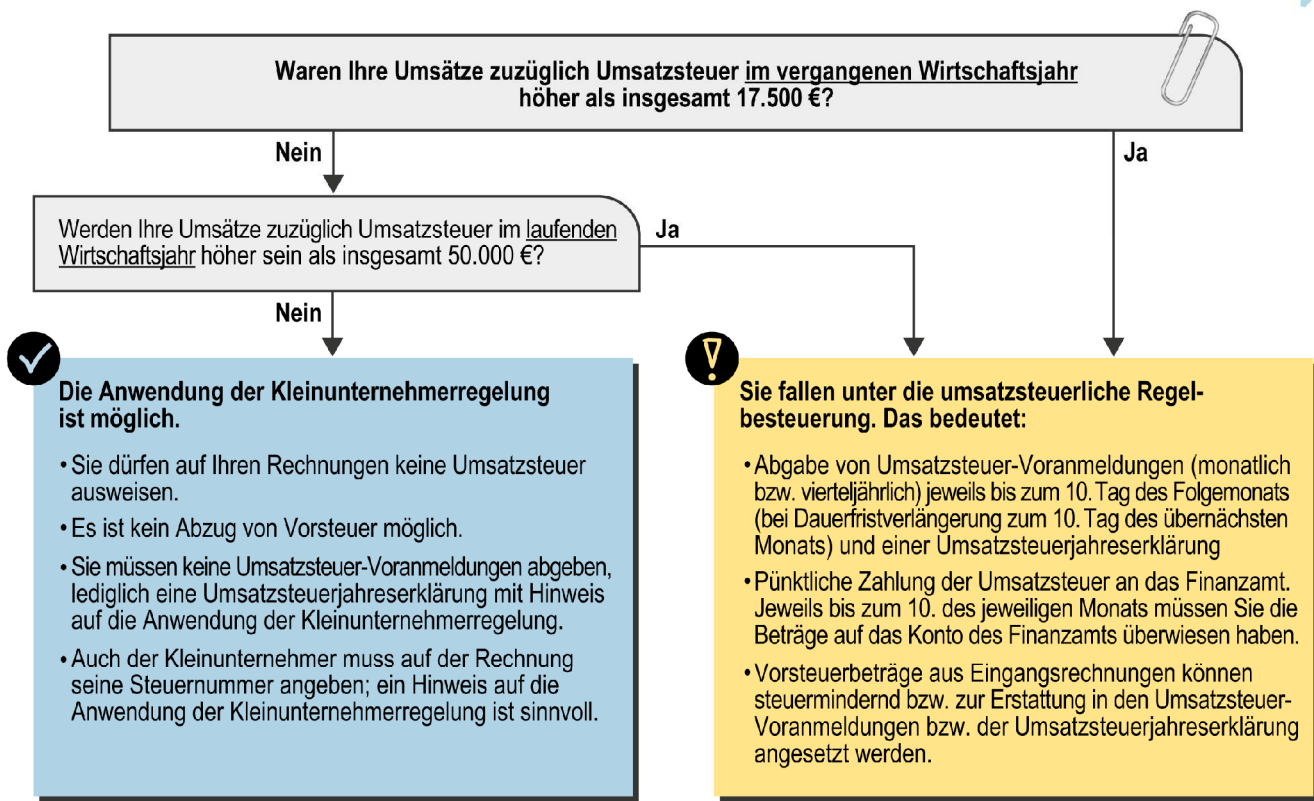 Waren Ihre Umsätze zuzüglich Umsatzsteuer im vergangenen Wirtschaftsjahr
höher als insgesamt 17.500 €?
Nein
Ja
Werden Ihre Umsätze zuzüglich Umsatzsteuer im laufenden
Wirtschaftsjahr höher sein als insgesamt 50.000 €?
Ja
Nein
Die Anwendung der Kleinunternehmerregelung
ist möglich.
• Sie dürfen auf Ihren Rechnungen keine Umsatzsteuer
ausweisen.
• Es ist kein Abzug von Vorsteuer möglich.
• Sie müssen keine Umsatzsteuer-Voranmeldungen abgeben,
lediglich eine Umsatzsteuerjahreserklärung mit Hinweis
auf die Anwendung der Kleinunternehmerregelung.
• Auch der Kleinunternehmer muss auf der Rechnung
seine Steuernummer angeben; ein Hinweis auf die
Anwendung der Kleinunternehmerregelung ist sinnvoll.
Sie fallen unter die umsatzsteuerliche Regel-
besteuerung. Das bedeutet:
• Abgabe von Umsatzsteuer-Voranmeldungen (monatlich
bzw. vierteljährlich) jeweils bis zum 10. Tag des Folgemonats
(bei Dauerfristverlängerung zum 10. Tag des übernächsten
Monats) und einer Umsatzsteuerjahreserklärung
• Pünktliche Zahlung der Umsatzsteuer an das Finanzamt.
Jeweils bis zum 10. des jeweiligen Monats müssen Sie die
Beträge auf das Konto des Finanzamts überwiesen haben.
• Vorsteuerbeträge aus Eingangsrechnungen können
steuermindernd bzw. zur Erstattung in den Umsatzsteuer-
Voranmeldungen bzw. der Umsatzsteuerjahreserklärung
angesetzt werden.